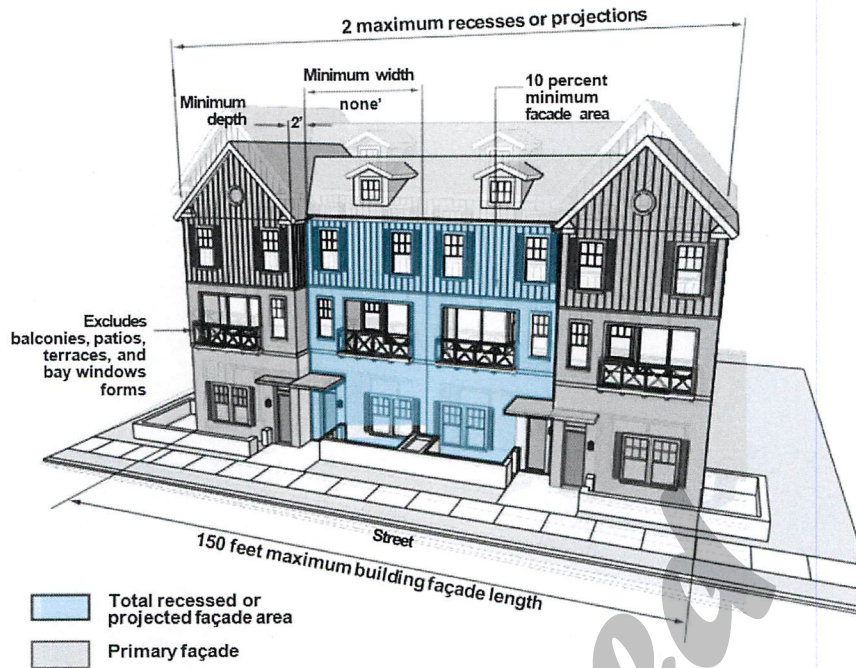 2 maximum recesses or projections
Minimum width
none'
10 percent
minimum
façade area
Minimum
depth
2'
Excludes
balconies, patios,
terraces, and
bay windows
forms
Street
150 feet maximum building façade length
Total recessed or
projected façade area
Primary façade